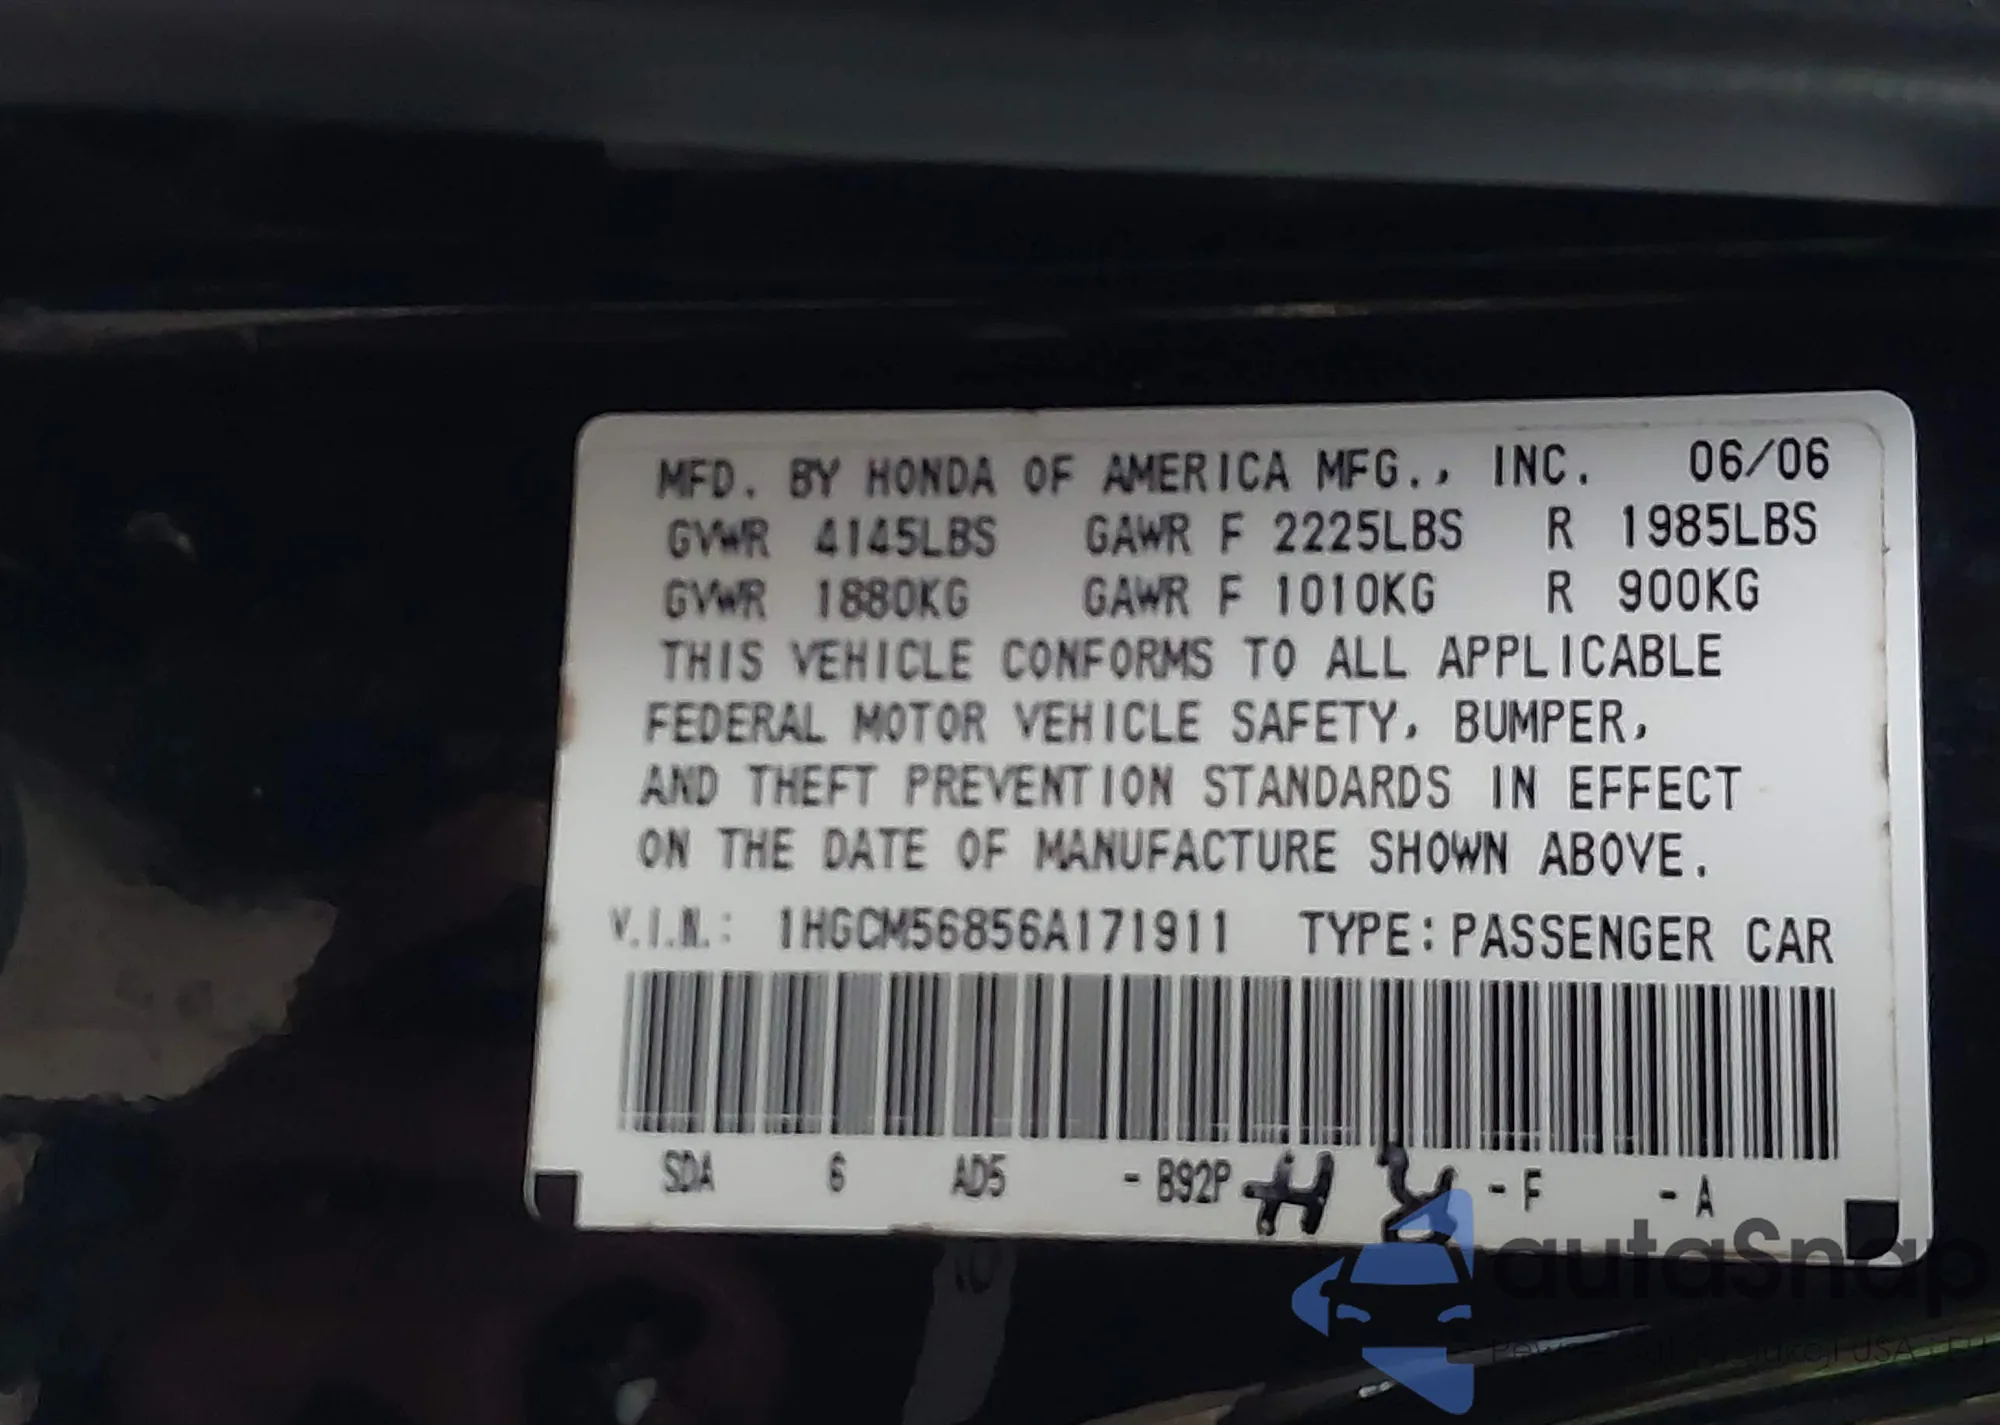 MFD. BY HONDA OF AMERICA MFG., INC. 06/06
GVWR 4145LBS GAWR F 2225LBS R 1985LBS
GVWR 1880KG GAWR F 1010KG R 900KG
THIS VEHICLE CONFORMS TO ALL APPLICABLE
FEDERAL MOTOR VEHICLE SAFETY, BUMPER,
AND THEFT PREVENTION STANDARDS IN EFFECT
ON THE DATE OF MANUFACTURE SHOWN ABOVE.
V.I.N.: 1HGCM56856A171911 TYPE:PASSENGER CAR
SDA 6 AD5 -B92P H -F -A
autaSnap